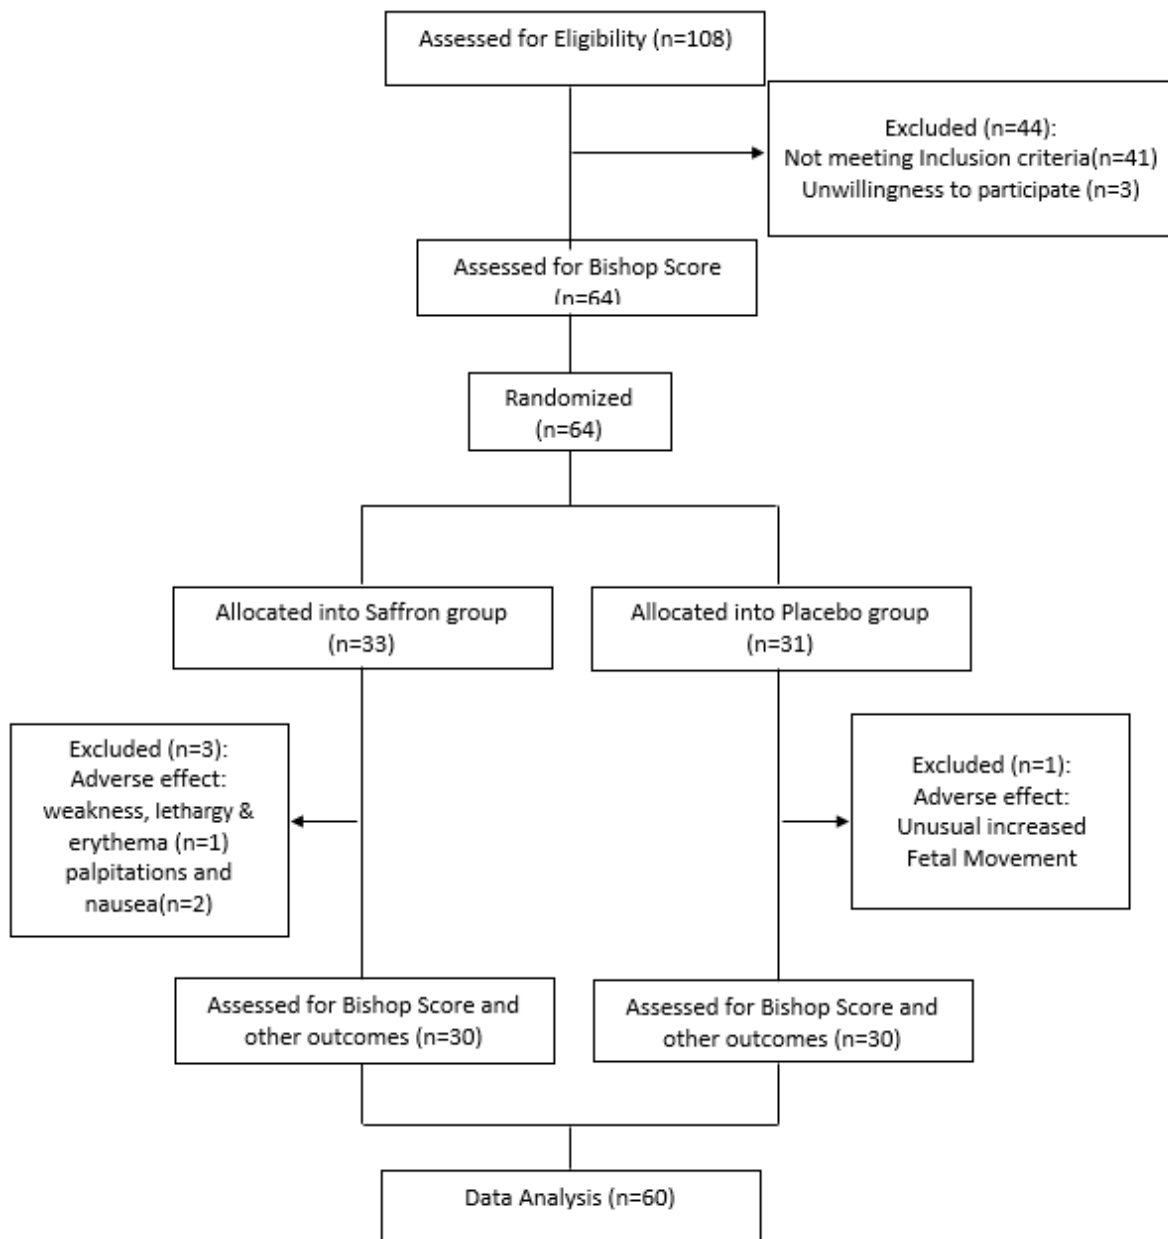 Assessed for Eligibility (n=108)
Excluded (n=44):
Not meeting Inclusion criteria(n=41)
Unwillingness to participate (n=3)
Assessed for Bishop Score
(n=64)
Randomized
(n=64)
Allocated into Saffron group
(n=33)
Allocated into Placebo group
(n=31)
Excluded (n=3):
Adverse effect:
weakness, lethargy &
erythema (n=1)
palpitations and
nausea(n=2)
Excluded (n=1):
Adverse effect:
Unusual increased
Fetal Movement
Assessed for Bishop Score and
other outcomes (n=30)
Assessed for Bishop Score and
other outcomes (n=30)
Data Analysis (n=60)